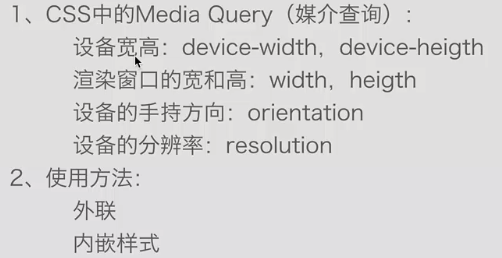 1、CSS中的Media Query（媒介查询）:
设备宽高：device-width，device-heigth
渲染窗口的宽和高：width，heigth
设备的手持方向：orientation
设备的分辨率：resolution
2、使用方法:
外联
内嵌样式